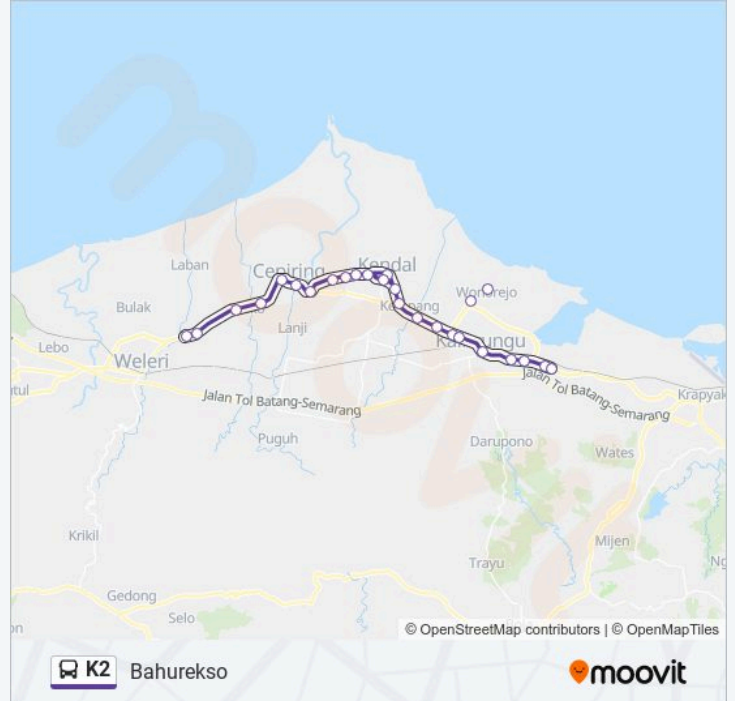 Laban
Cepiring
Kendal
Wonorejo
Bulak
Lanji
Lebo
Weleri
Jalan Tol Batang-Semarang
Jalan Tol Batang-Semarang
Krapyak
Puguh
Darupono
Wates
Krikil
Mijen
Trayu
Gedong
Selo
© OpenStreetMap contributors | © OpenMapTiles
K2 Bahurekso
moovit